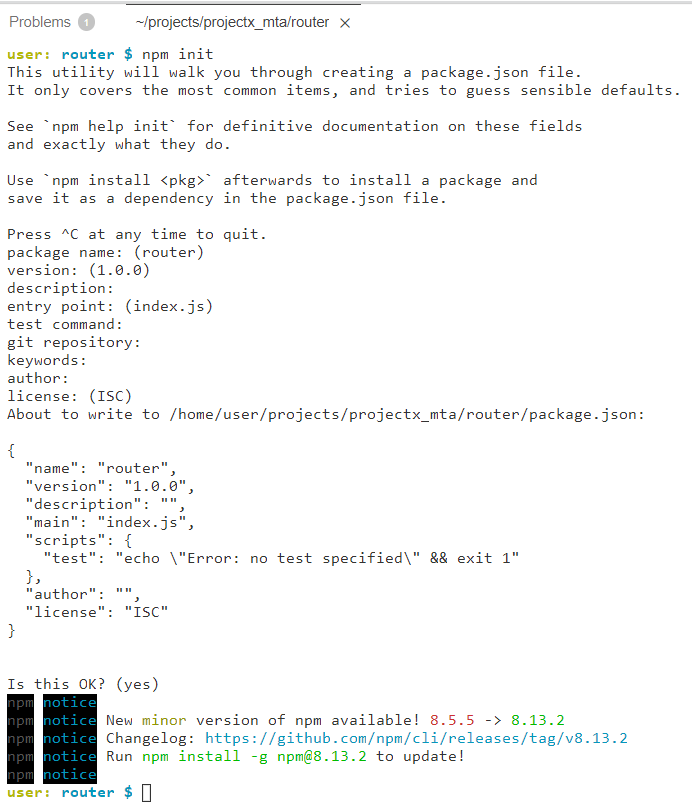 Problems 1 ~/projects/projectx_mta/router ×
user: router $ npm init
This utility will walk you through creating a package.json file.
It only covers the most common items, and tries to guess sensible defaults.
See `npm help init` for definitive documentation on these fields
and exactly what they do.
Use `npm install <pkg>` afterwards to install a package and
save it as a dependency in the package.json file.
Press ^C at any time to quit.
package name: (router)
version: (1.0.0)
description:
entry point: (index.js)
test command:
git repository:
keywords:
author:
license: (ISC)
About to write to /home/user/projects/projectx_mta/router/package.json:
{
  "name": "router",
  "version": "1.0.0",
  "description": "",
  "main": "index.js",
  "scripts": {
    "test": "echo \"Error: no test specified\" && exit 1"
  },
  "author": "",
  "license": "ISC"
}
Is this OK? (yes)
npm notice
npm notice New minor version of npm available! 8.5.5 -> 8.13.2
npm notice Changelog: https://github.com/npm/cli/releases/tag/v8.13.2
npm notice Run npm install -g npm@8.13.2 to update!
npm notice
user: router $